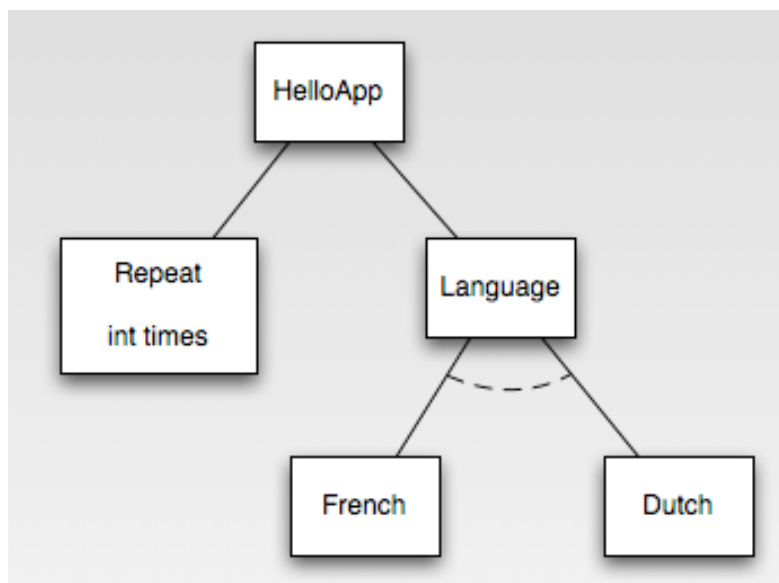 HelloApp
Repeat
int times
Language
French
Dutch